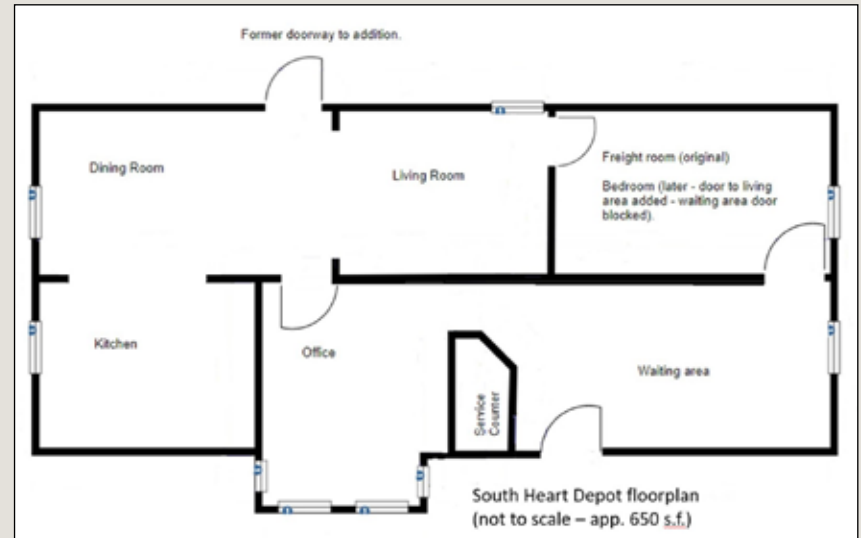 Former doorway to addition.
Dining Room
Living Room
Freight room (original)
Bedroom (later - door to living
area added - waiting area door
blocked).
Kitchen
Office
Service
Counter
Waiting area
South Heart Depot floorplan
(not to scale – app. 650 s.f.)